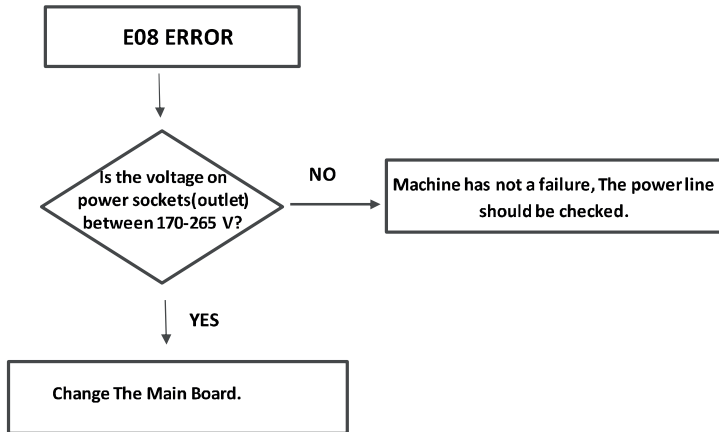 E08 ERROR
Is the voltage on
power sockets(outlet)
between 170-265 V?
NO
Machine has not a failure, The power line
should be checked.
YES
Change The Main Board.